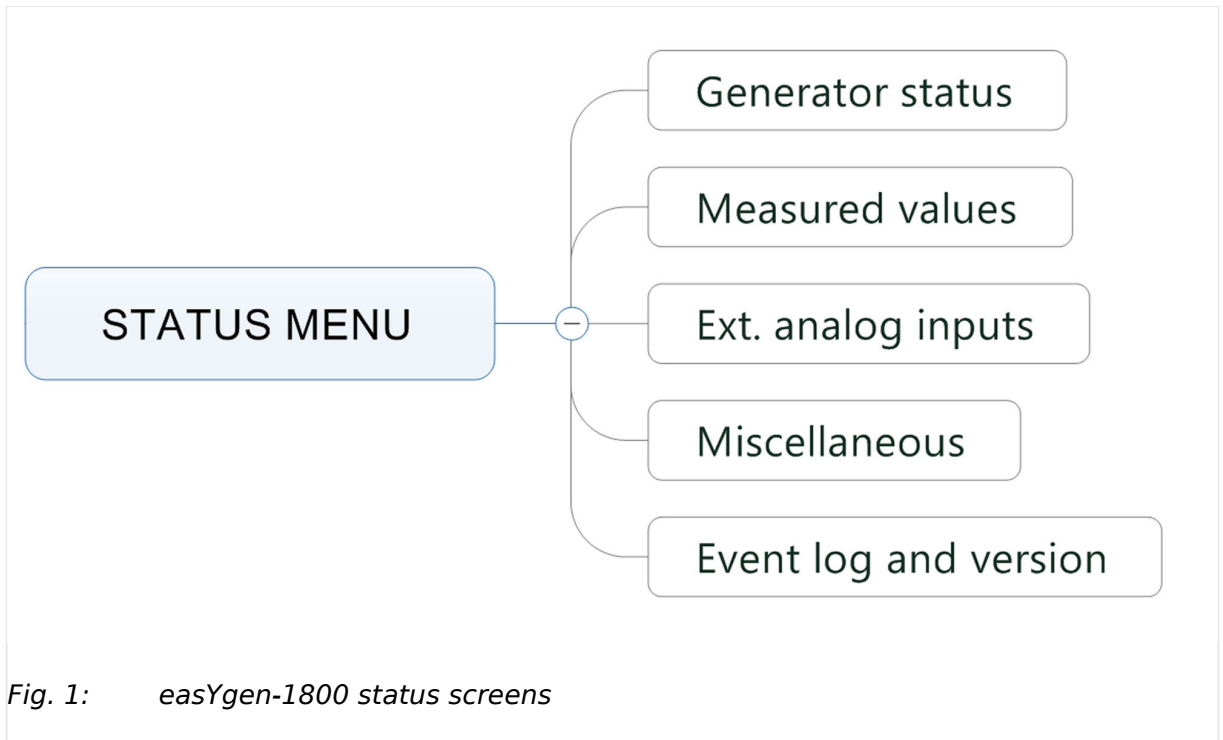 Generator status
Measured values
STATUS MENU
Ext. analog inputs
Miscellaneous
Event log and version
Fig. 1: easYgen-1800 status screens